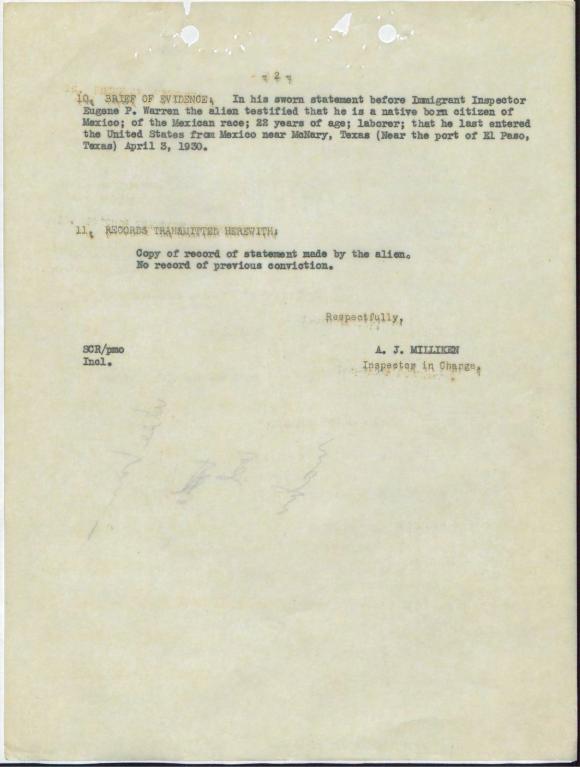 - 2 -
10. BRIEF OF EVIDENCE. In his sworn statement before Immigrant Inspector
Eugene P. Warren the alien testified that he is a native born citizen of
Mexico; of the Mexican race; 22 years of age; laborer; that he last entered
the United States from Mexico near McNary, Texas (Near the port of El Paso,
Texas) April 3, 1930.
11. RECORDS TRANSMITTED HEREWITH:
Copy of record of statement made by the alien.
No record of previous conviction.
Respectfully,
SCR/pmo
Incl.
A. J. MILLIKEN
Inspector in Charge.